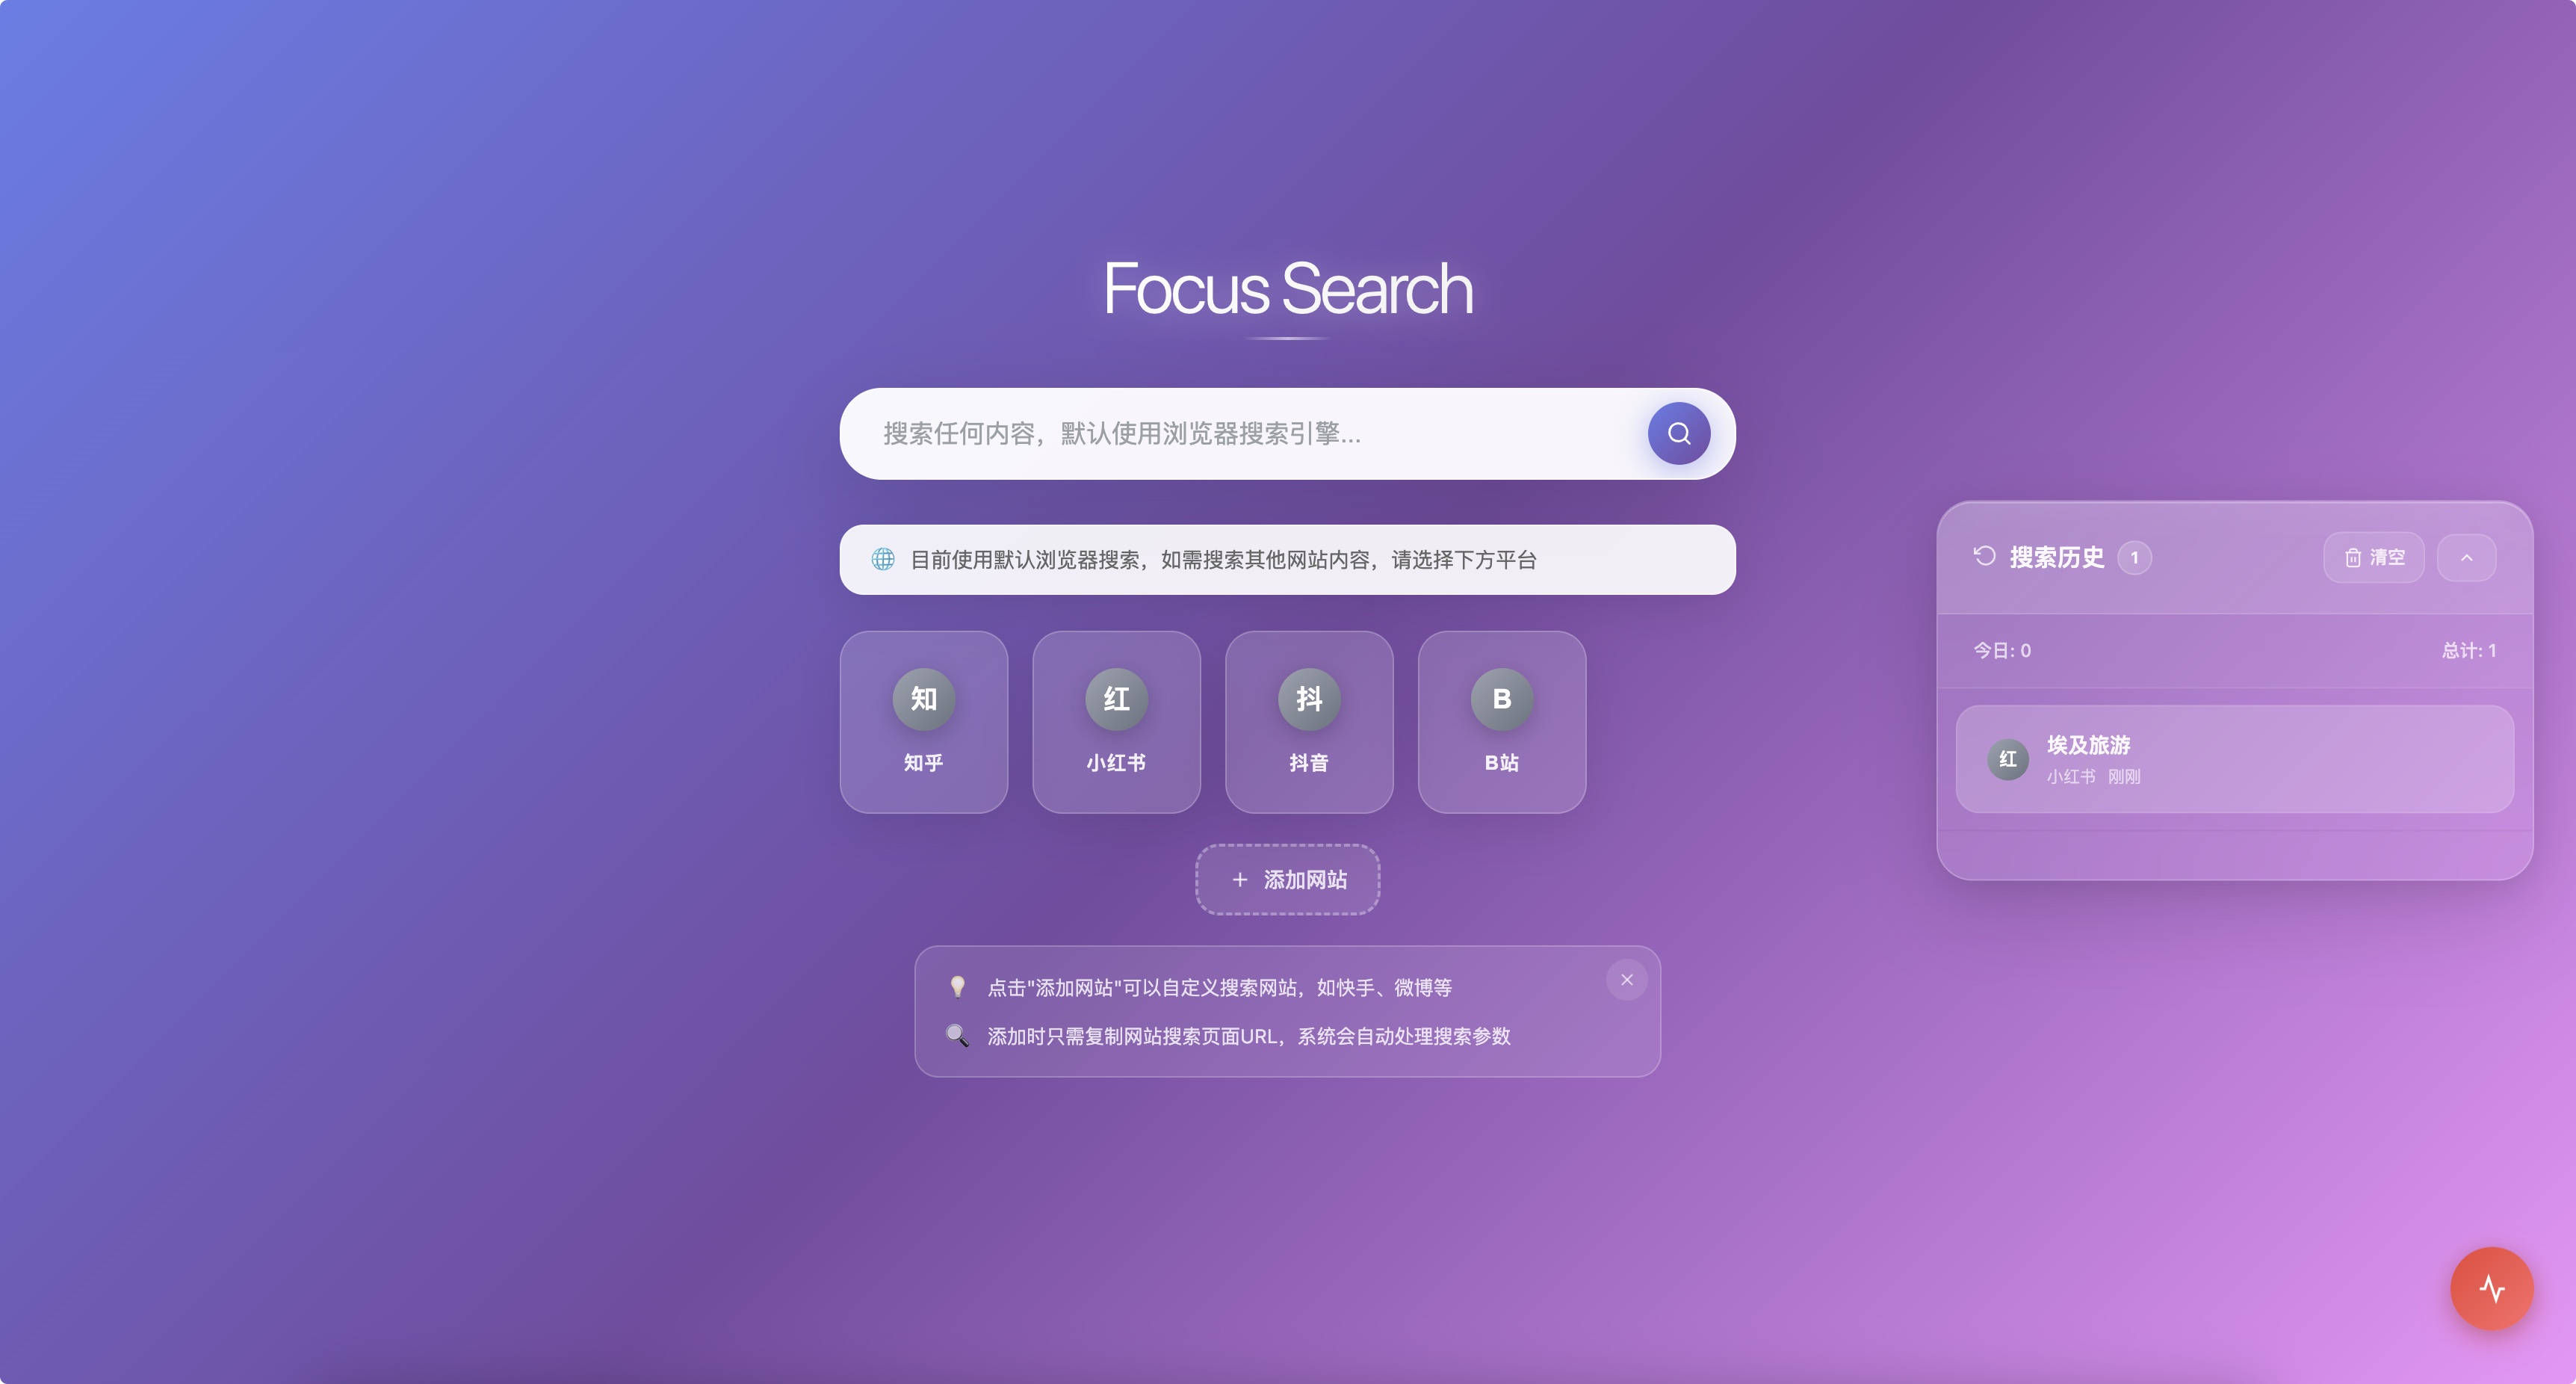 Focus Search
搜索任何内容，默认使用浏览器搜索引擎...
目前使用默认浏览器搜索，如需搜索其他网站内容，请选择下方平台
知
知乎
红
小红书
抖
抖音
B
B站
添加网站
点击"添加网站"可以自定义搜索网站，如快手、微博等
添加时只需复制网站搜索页面URL，系统会自动处理搜索参数
搜索历史 1
清空
今日: 0
总计: 1
红
埃及旅游
小红书 刚刚